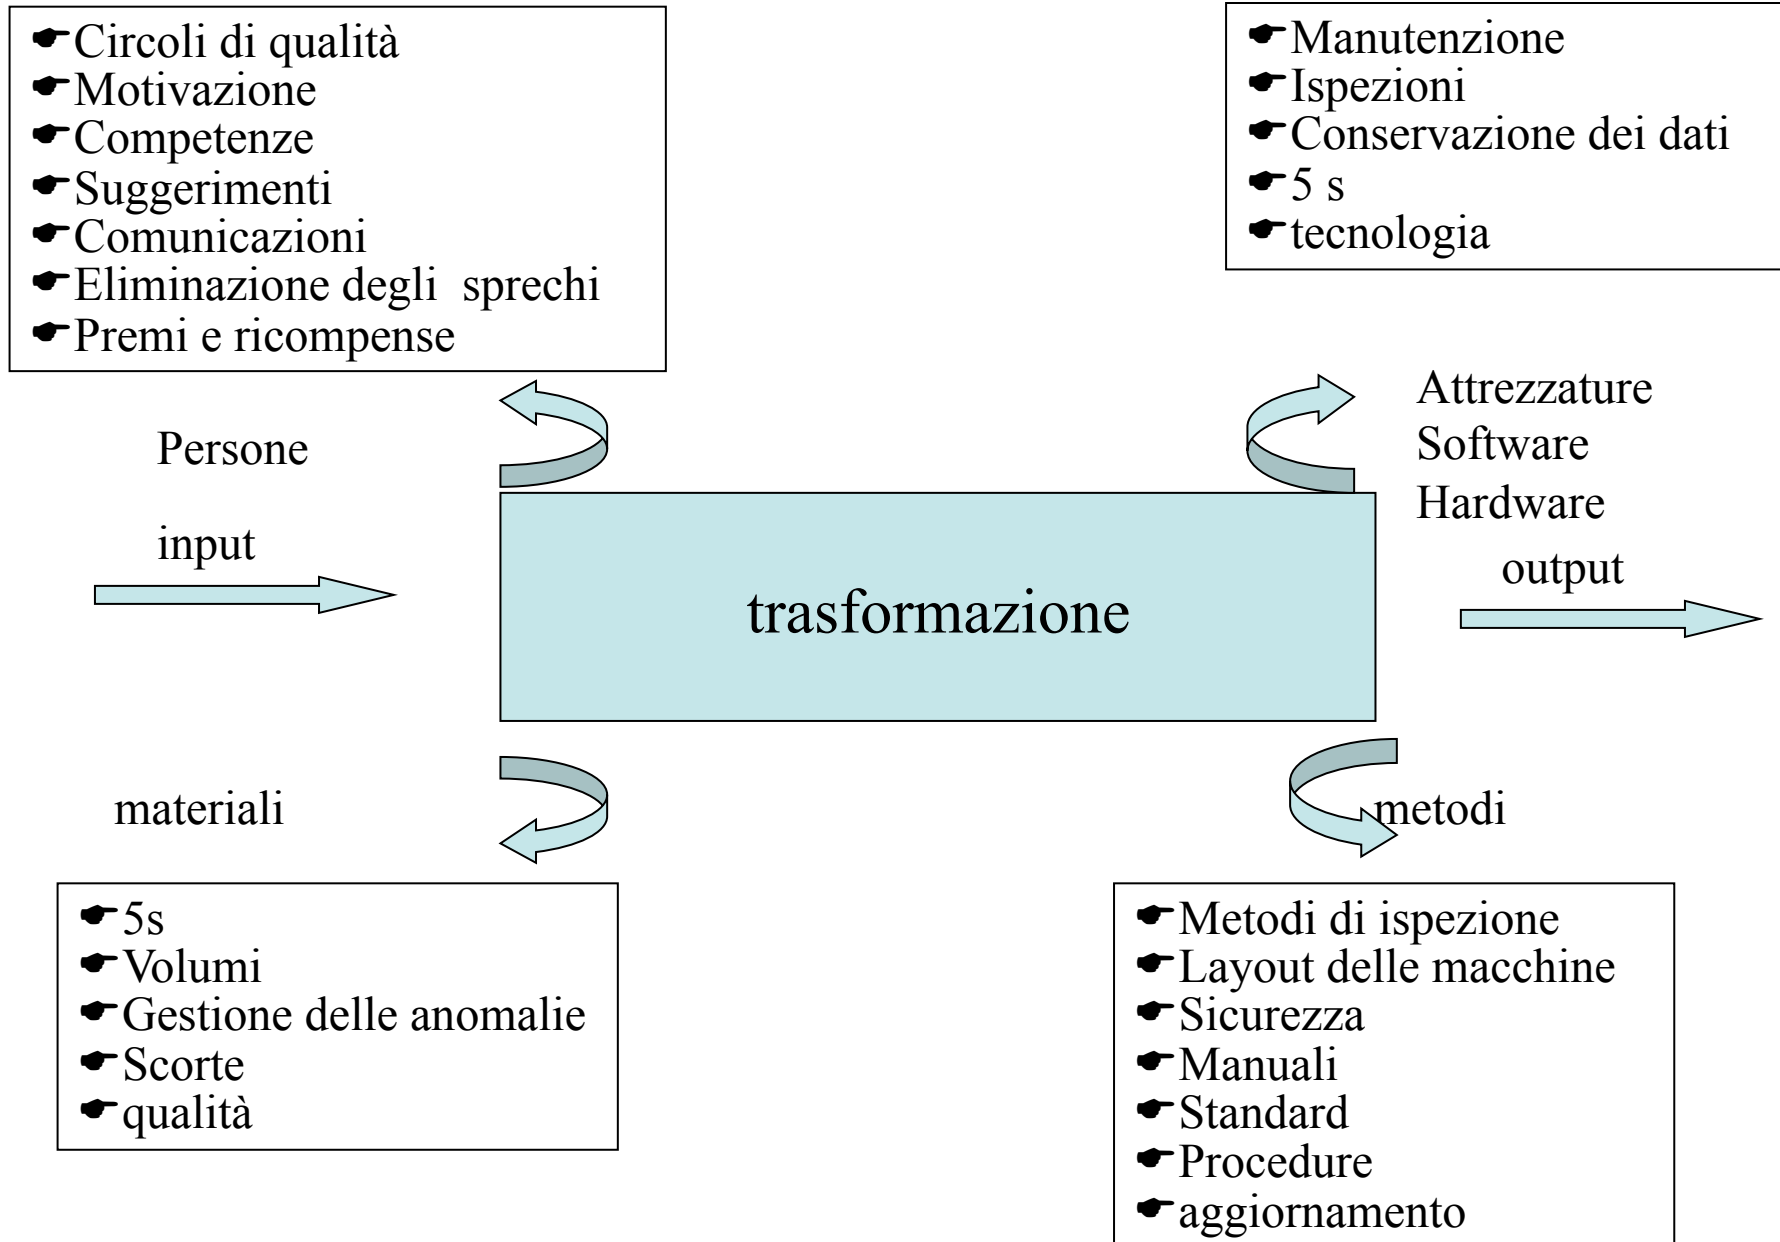 ☛Circoli di qualità
☛Motivazione
☛Competenze
☛Suggerimenti
☛Comunicazioni
☛Eliminazione degli  sprechi
☛Premi e ricompense
☛Manutenzione
☛Ispezioni
☛Conservazione dei dati
☛5 s
☛tecnologia
Persone
input
Attrezzature
Software
Hardware
output
trasformazione
materiali
metodi
☛5s
☛Volumi
☛Gestione delle anomalie
☛Scorte
☛qualità
☛Metodi di ispezione
☛Layout delle macchine
☛Sicurezza
☛Manuali
☛Standard
☛Procedure
☛aggiornamento